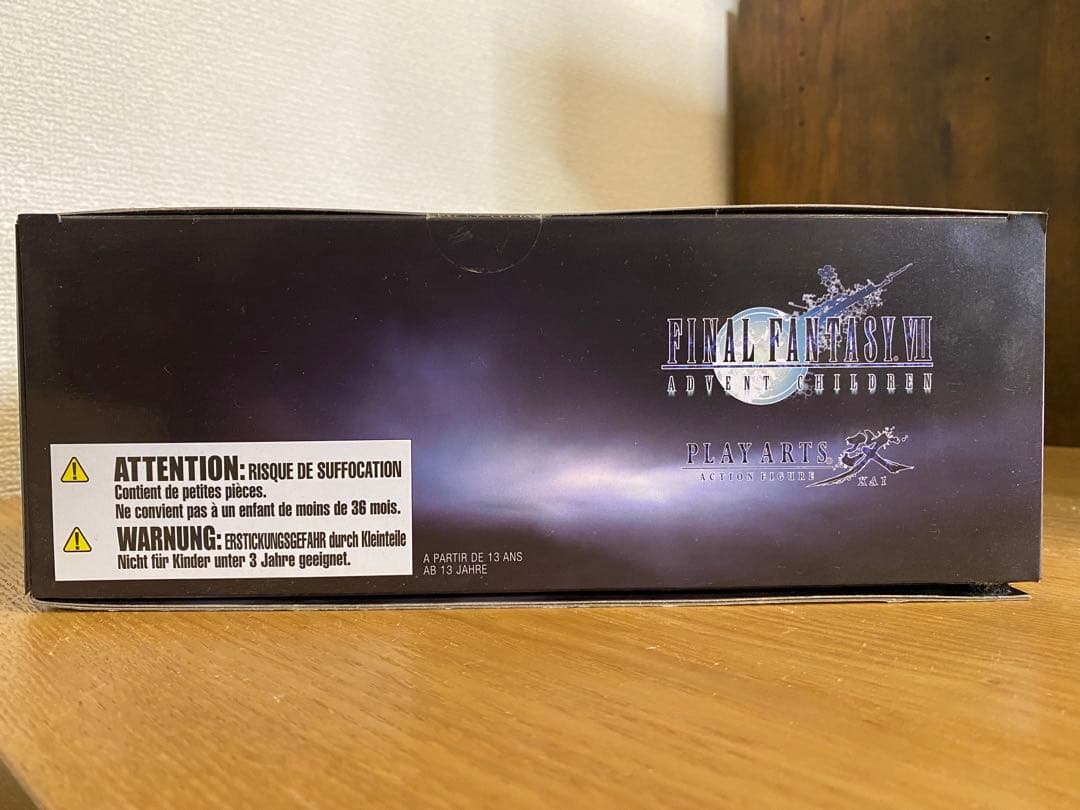 FINAL FANTASY VII
ADVENT CHILDREN
PLAY ARTS® 改
ACTION FIGURE KAI
ATTENTION: RISQUE DE SUFFOCATION
Contient de petites pièces.
Ne convient pas à un enfant de moins de 36 mois.
WARNUNG: ERSTICKUNGSGEFAHR durch Kleinteile
Nicht für Kinder unter 3 Jahre geeignet.
A PARTIR DE 13 ANS
AB 13 JAHRE